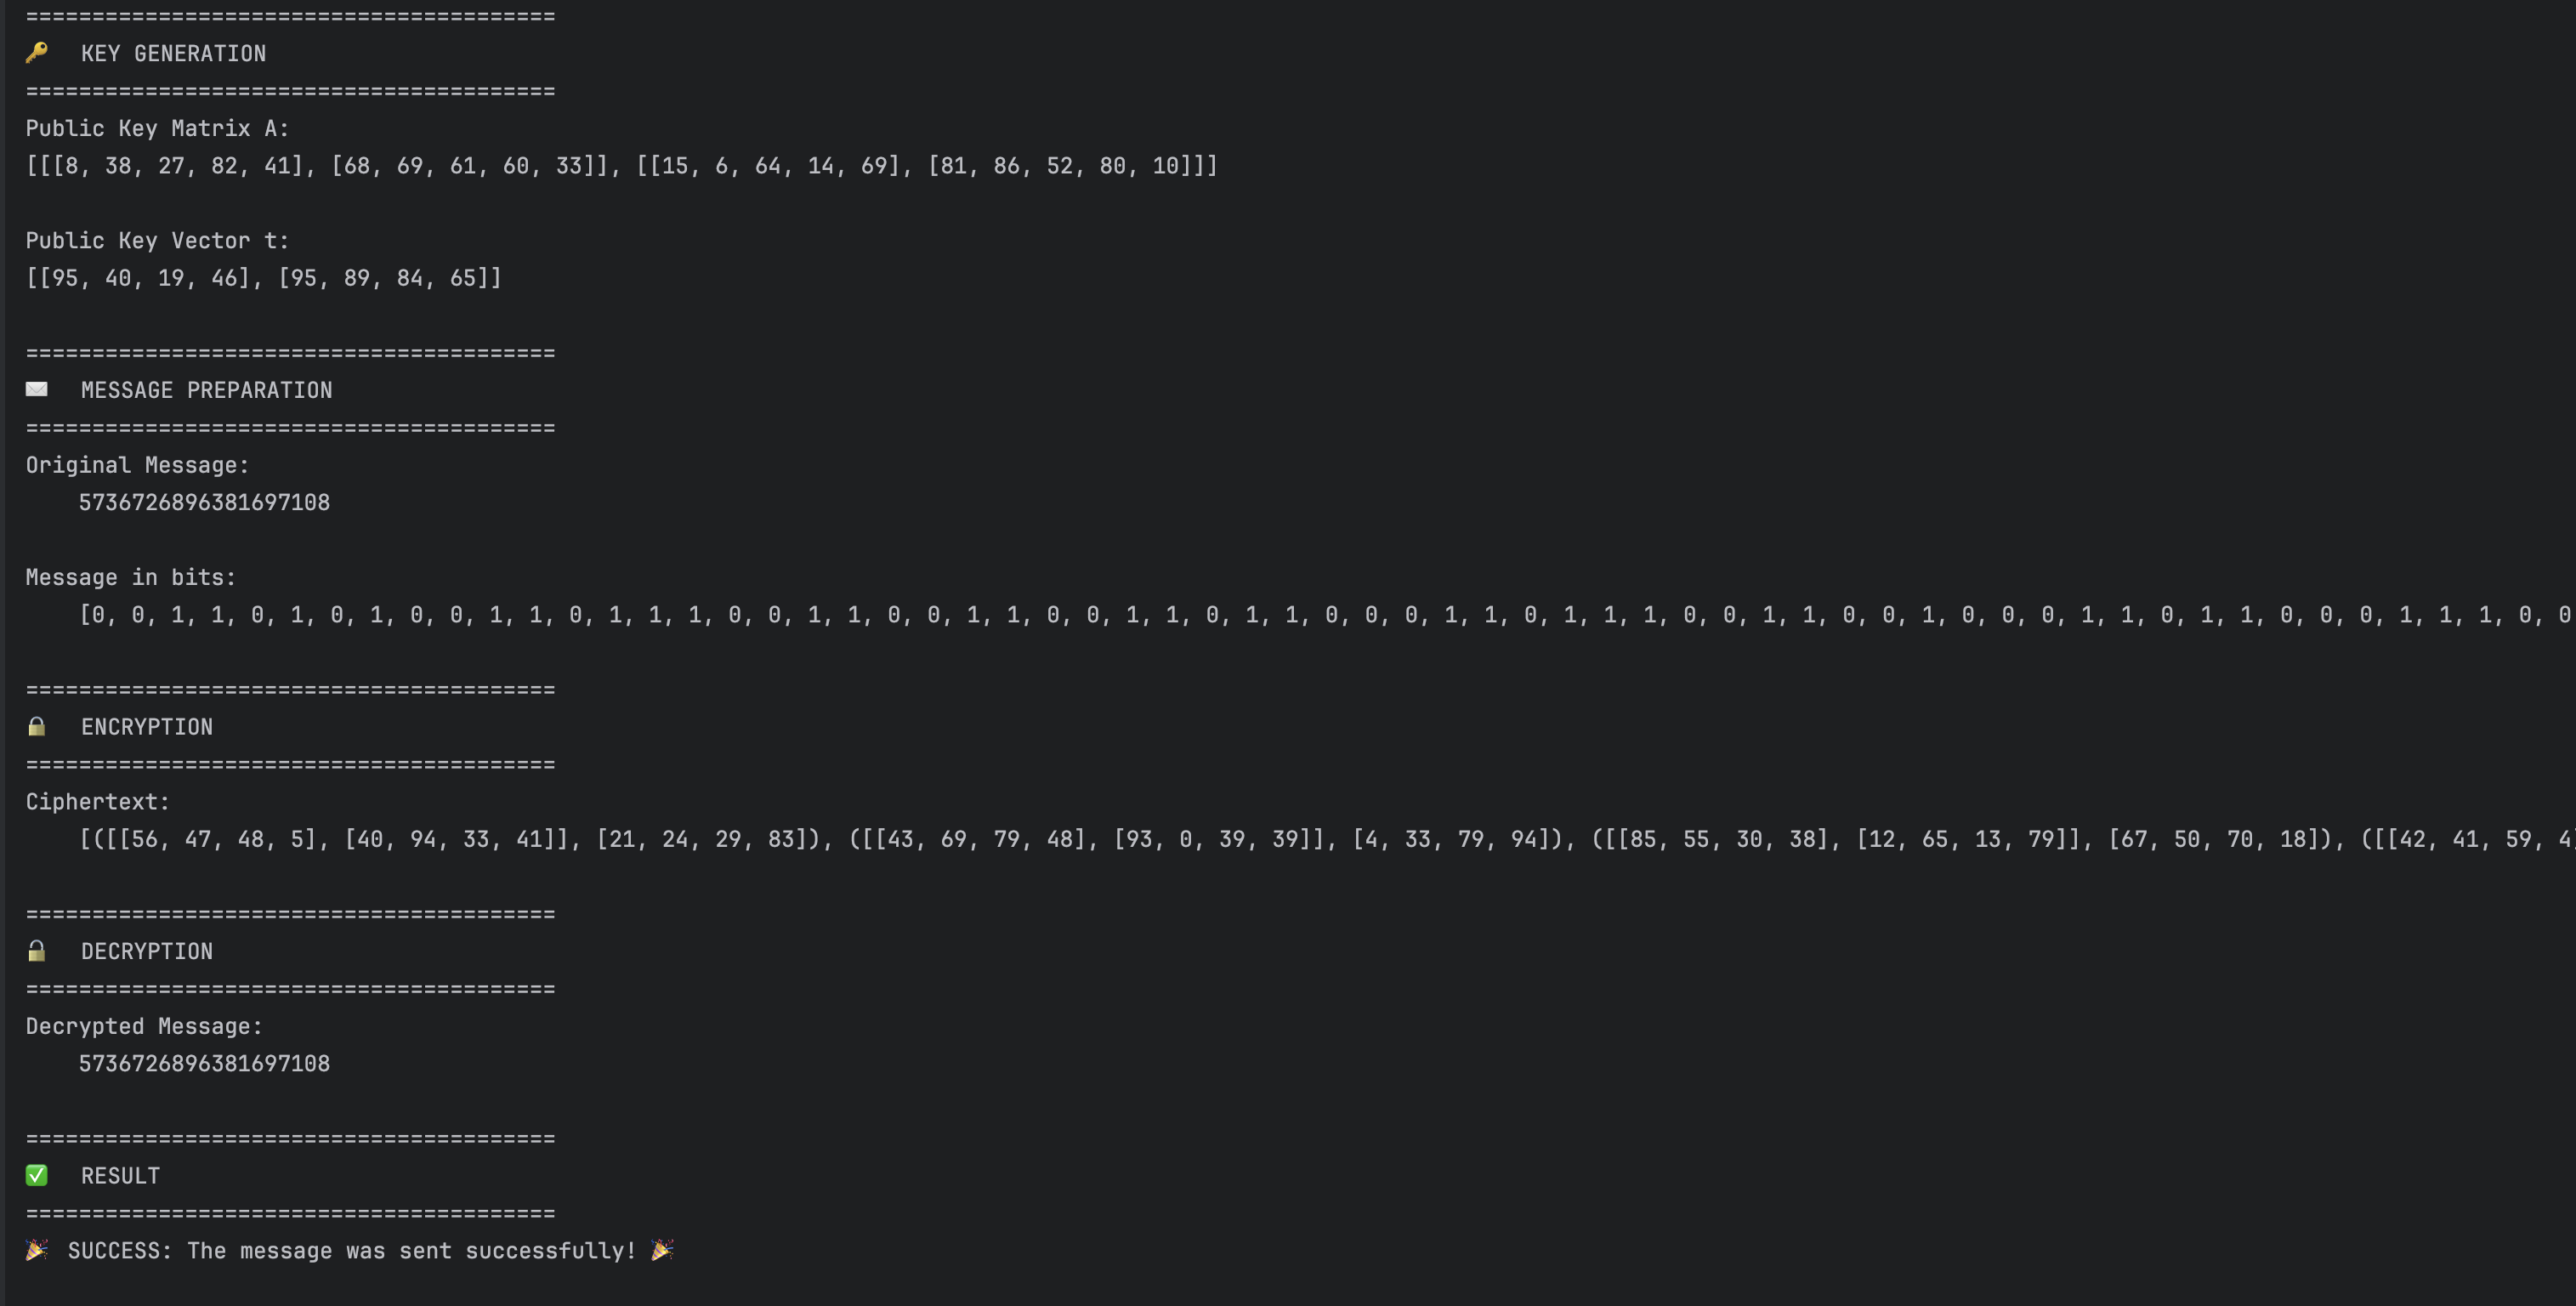 ========================================
🔑 KEY GENERATION
========================================
Public Key Matrix A:
[[[8, 38, 27, 82, 41], [68, 69, 61, 60, 33]], [[15, 6, 64, 14, 69], [81, 86, 52, 80, 10]]]
Public Key Vector t:
[[95, 40, 19, 46], [95, 89, 84, 65]]
========================================
✉️ MESSAGE PREPARATION
========================================
Original Message:
5736726896381697108
Message in bits:
[0, 0, 1, 1, 0, 1, 0, 1, 0, 0, 1, 1, 0, 1, 1, 1, 0, 0, 1, 1, 0, 0, 1, 1, 0, 0, 1, 1, 0, 1, 1, 0, 0, 0, 1, 1, 0, 1, 1, 1, 0, 0, 1, 1, 0, 0, 1, 0, 0, 0, 1, 1, 0, 1, 1, 0, 0, 0, 1, 1, 1, 0, 0
========================================
🔒 ENCRYPTION
========================================
Ciphertext:
[([[56, 47, 48, 5], [40, 94, 33, 41]], [21, 24, 29, 83]), ([[43, 69, 79, 48], [93, 0, 39, 39]], [4, 33, 79, 94]), ([[85, 55, 30, 38], [12, 65, 13, 79]], [67, 50, 70, 18]), ([[42, 41, 59, 4]
========================================
🔓 DECRYPTION
========================================
Decrypted Message:
5736726896381697108
========================================
✅ RESULT
========================================
🎉 SUCCESS: The message was sent successfully! 🎉